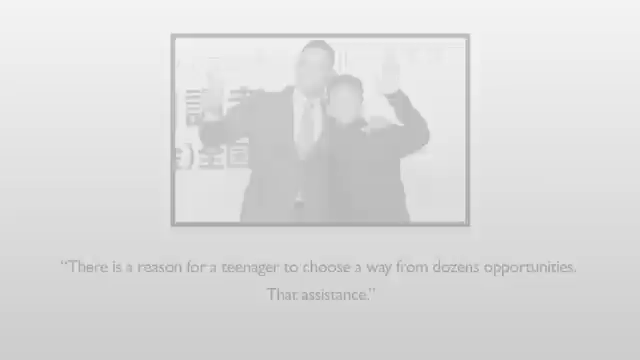 “There is a reason for a teenager to choose a way from dozens opportunities.
That assistance.”